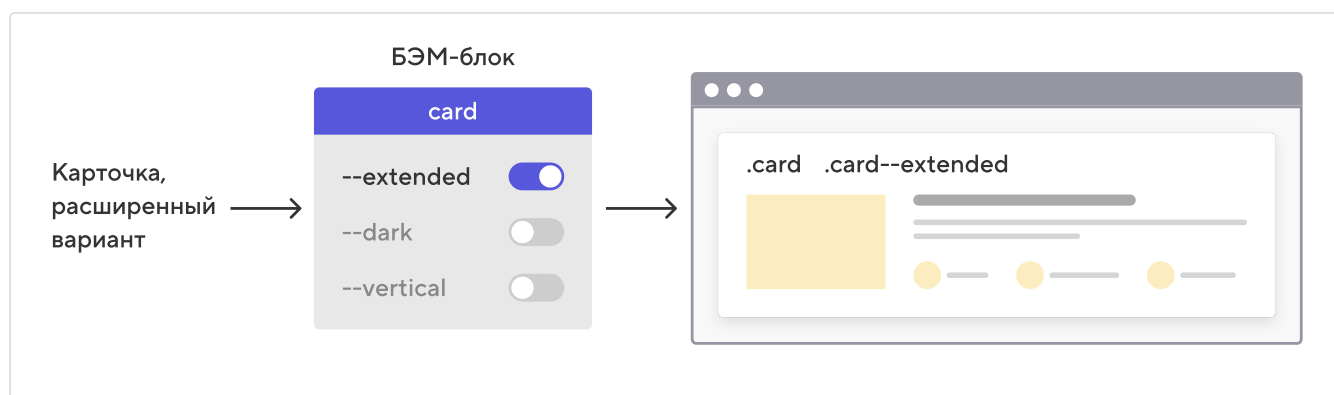 БЭМ-блок
Карточка,
расширенный
вариант
card
--extended
--dark
--vertical
.card .card--extended